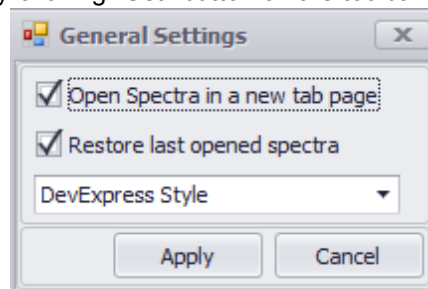 General Settings
Open Spectra in a new tab page
Restore last opened spectra
DevExpress Style
Apply
Cancel